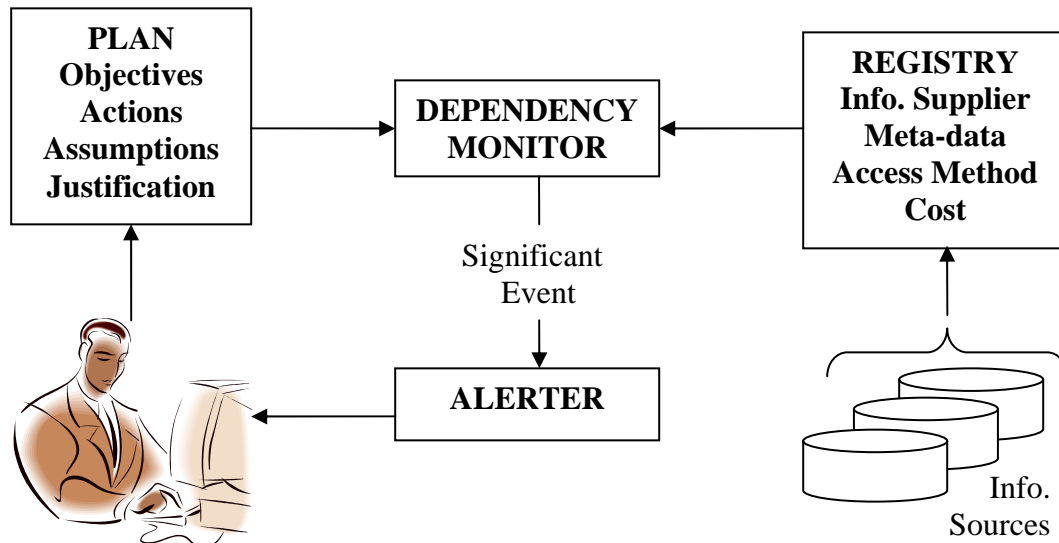 PLAN
Objectives
Actions
Assumptions
Justification
DEPENDENCY
MONITOR
REGISTRY
Info. Supplier
Meta-data
Access Method
Cost
Significant
Event
ALERTER
Info.
Sources